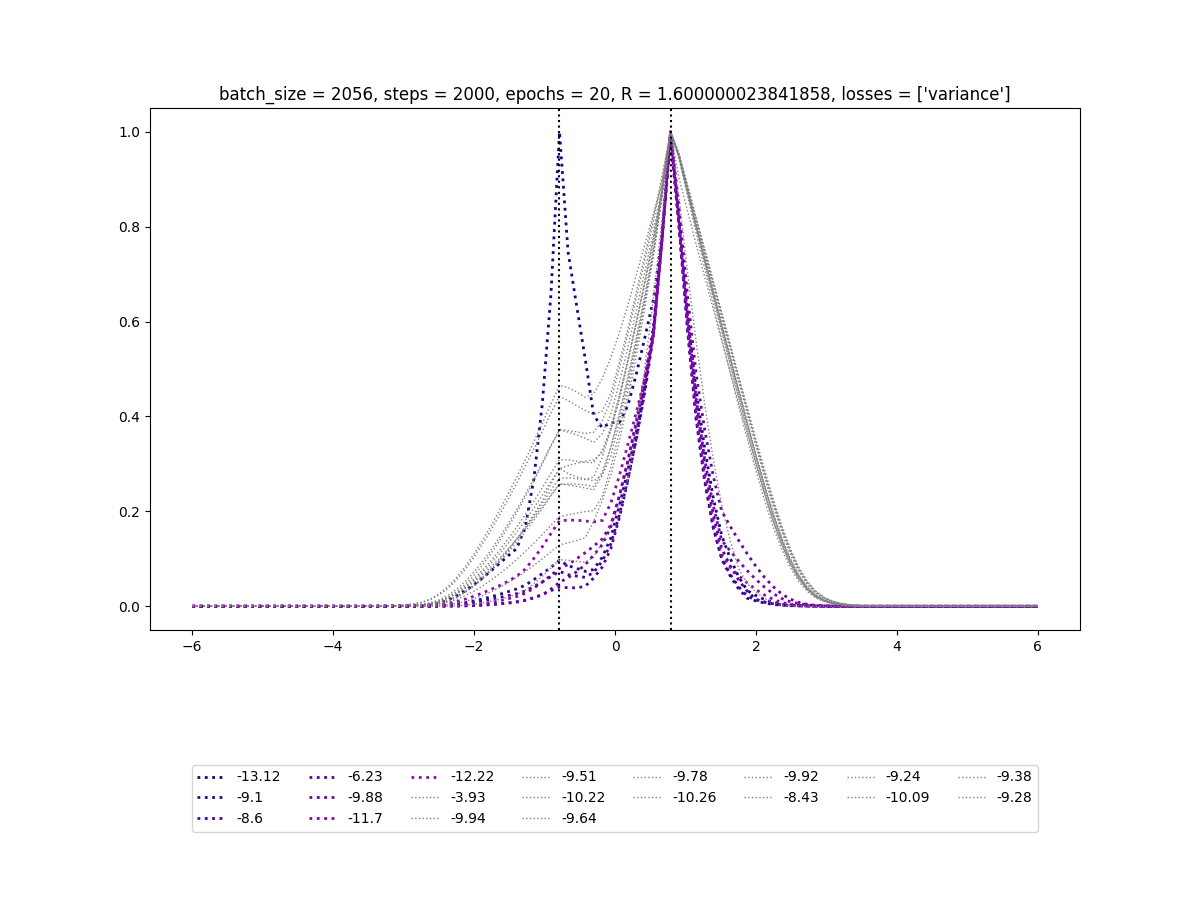 batch_size = 2056, steps = 2000, epochs = 20, R = 1.600000023841858, losses = ['variance']
1.0
0.8
0.6
0.4
0.2
0.0
−6 −4 −2 0 2 4 6
-13.12 -6.23 -12.22 -9.51 -9.78 -9.92 -9.24 -9.38
-9.1 -9.88 -3.93 -10.22 -10.26 -8.43 -10.09 -9.28
-8.6 -11.7 -9.94 -9.64